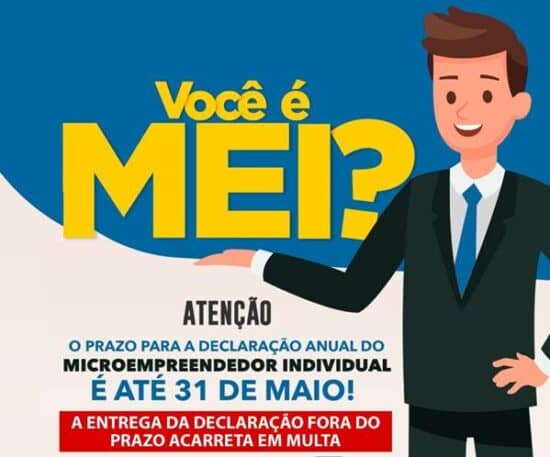 Você é
MEI?
ATENÇÃO
O PRAZO PARA A DECLARAÇÃO ANUAL DO
MICROEMPREENDEDOR INDIVIDUAL
É ATÉ 31 DE MAIO!
A ENTREGA DA DECLARAÇÃO FORA DO
PRAZO ACARRETA EM MULTA